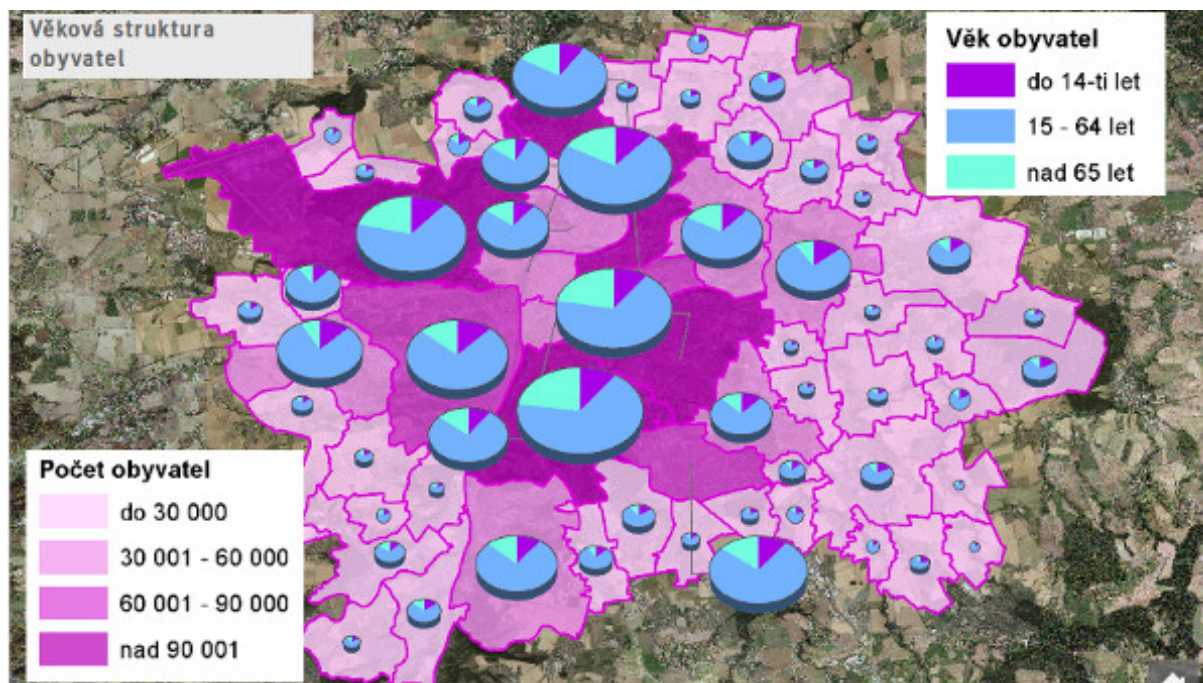 Věková struktura
obyvatel
Věk obyvatel
do 14-ti let
15 - 64 let
nad 65 let
Počet obyvatel
do 30 000
30 001 - 60 000
60 001 - 90 000
nad 90 001